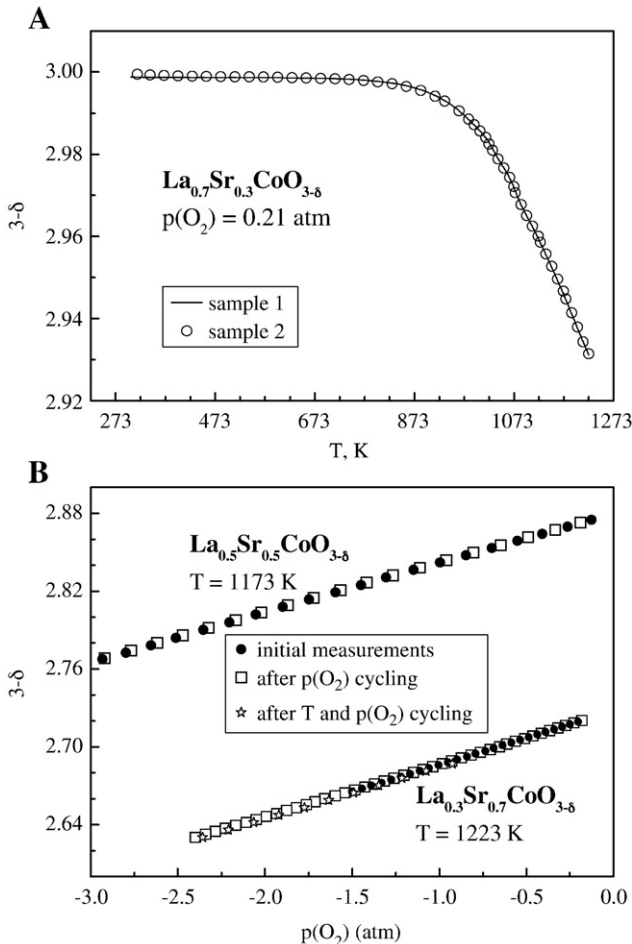 A
3.00
2.98
2.96
2.94
2.92
3-δ
La0.7Sr0.3CoO3-δ
p(O2) = 0.21 atm
sample 1
sample 2
273 473 673 873 1073 1273
T, K
B
2.88
2.82
2.76
2.70
2.64
3-δ
La0.5Sr0.5CoO3-δ
T = 1173 K
initial measurements
after p(O2) cycling
after T and p(O2) cycling
La0.3Sr0.7CoO3-δ
T = 1223 K
-3.0 -2.5 -2.0 -1.5 -1.0 -0.5 0.0
p(O2) (atm)